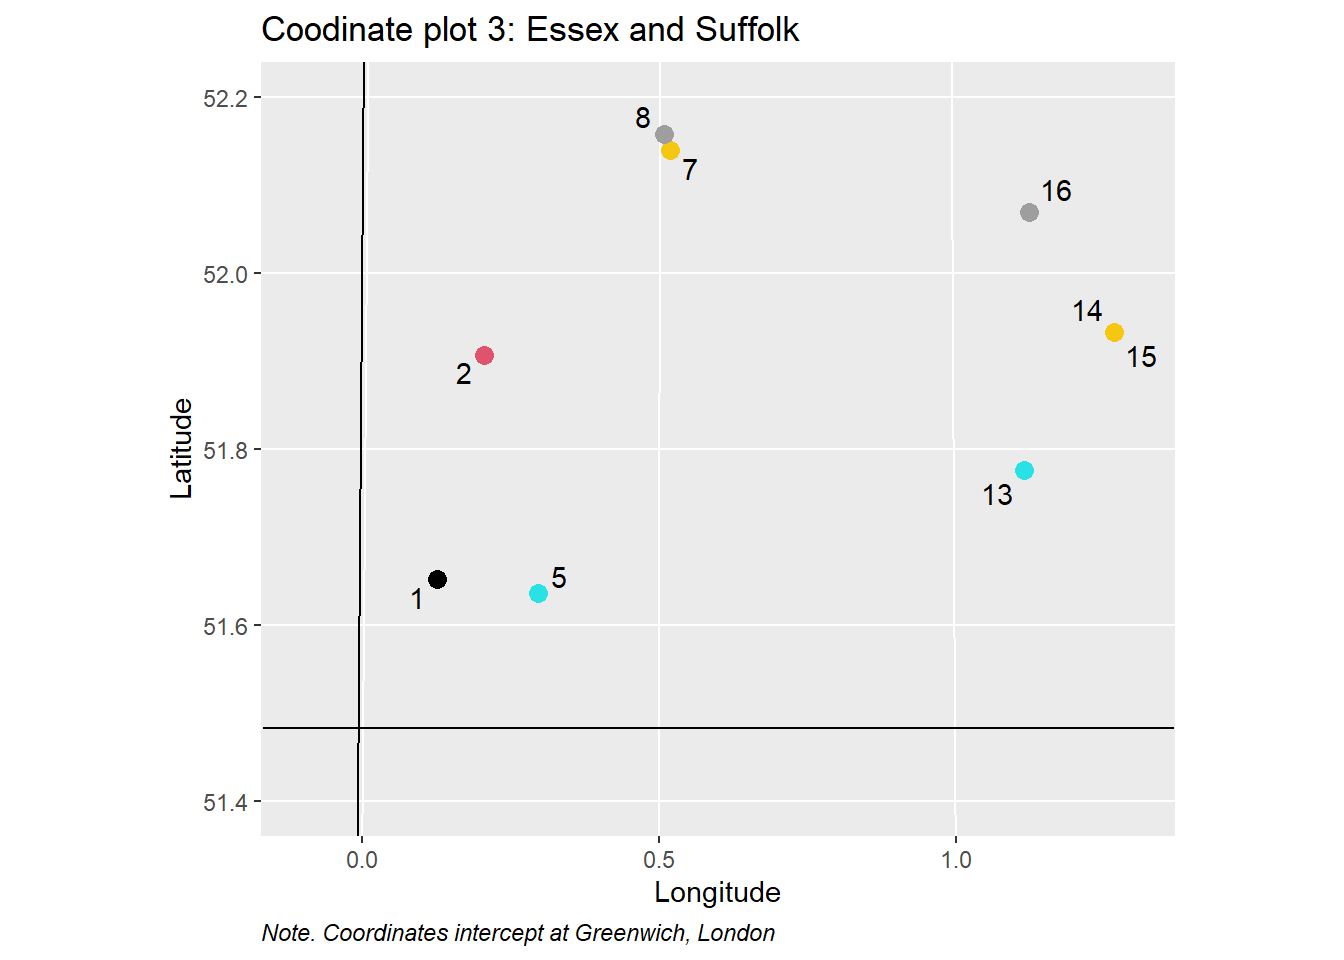 Coodinate plot 3: Essex and Suffolk
52.2
52.0
51.8
51.6
51.4
Latitude
8
7
16
14
15
2
13
5
1
0.0 0.5 1.0
Longitude
Note. Coordinates intercept at Greenwich, London